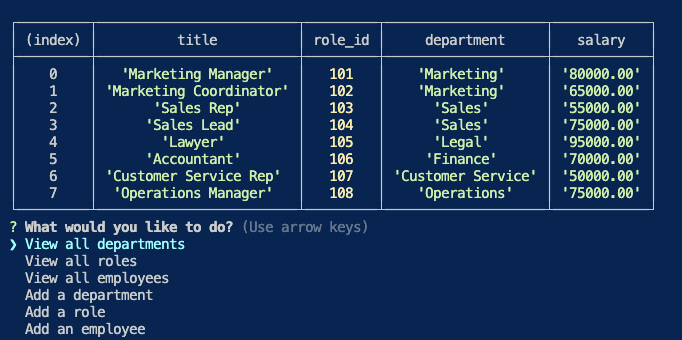 (index) title role_id department salary
0 'Marketing Manager' 101 'Marketing' '80000.00'
1 'Marketing Coordinator' 102 'Marketing' '65000.00'
2 'Sales Rep' 103 'Sales' '55000.00'
3 'Sales Lead' 104 'Sales' '75000.00'
4 'Lawyer' 105 'Legal' '95000.00'
5 'Accountant' 106 'Finance' '70000.00'
6 'Customer Service Rep' 107 'Customer Service' '50000.00'
7 'Operations Manager' 108 'Operations' '75000.00'
? What would you like to do? (Use arrow keys)
❯ View all departments
View all roles
View all employees
Add a department
Add a role
Add an employee